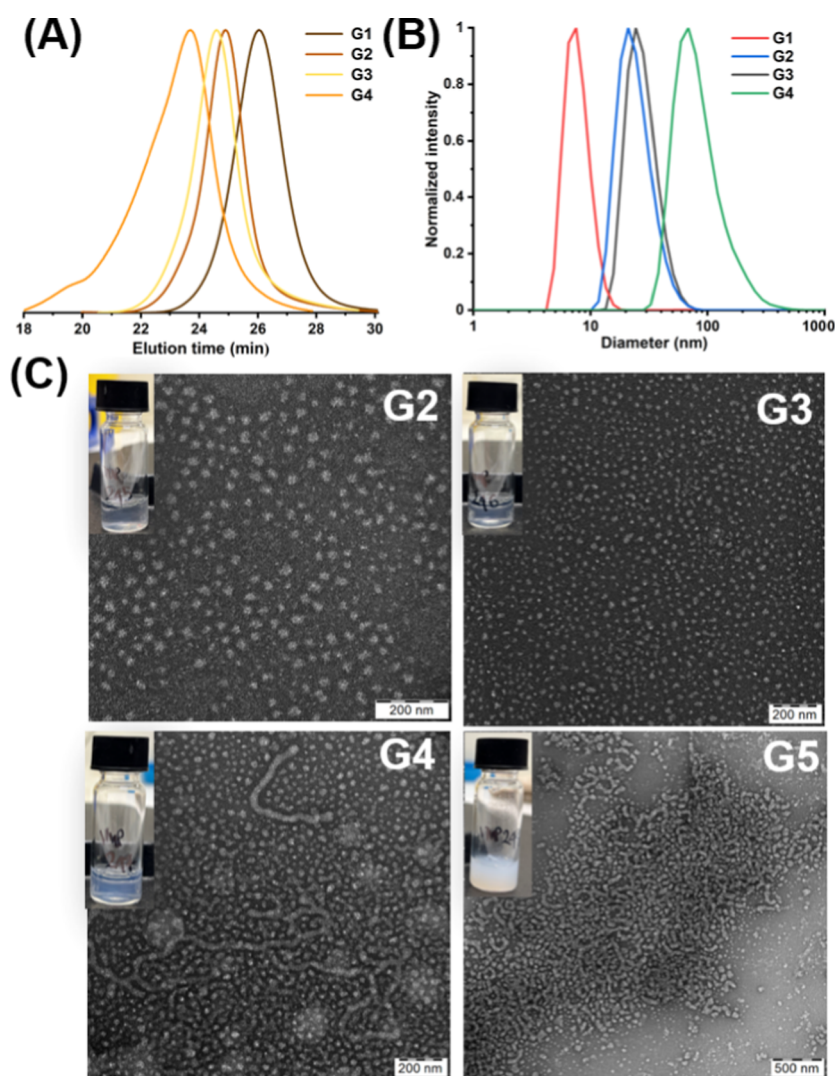 (A)
G1
G2
G3
G4
18 20 22 24 26 28 30
Elution time (min)
(B)
G1
G2
G3
G4
Normalized intensity
1
0.8
0.6
0.4
0.2
0
1 10 100 1000
Diameter (nm)
(C)
G2
200 nm
G3
200 nm
G4
200 nm
G5
500 nm